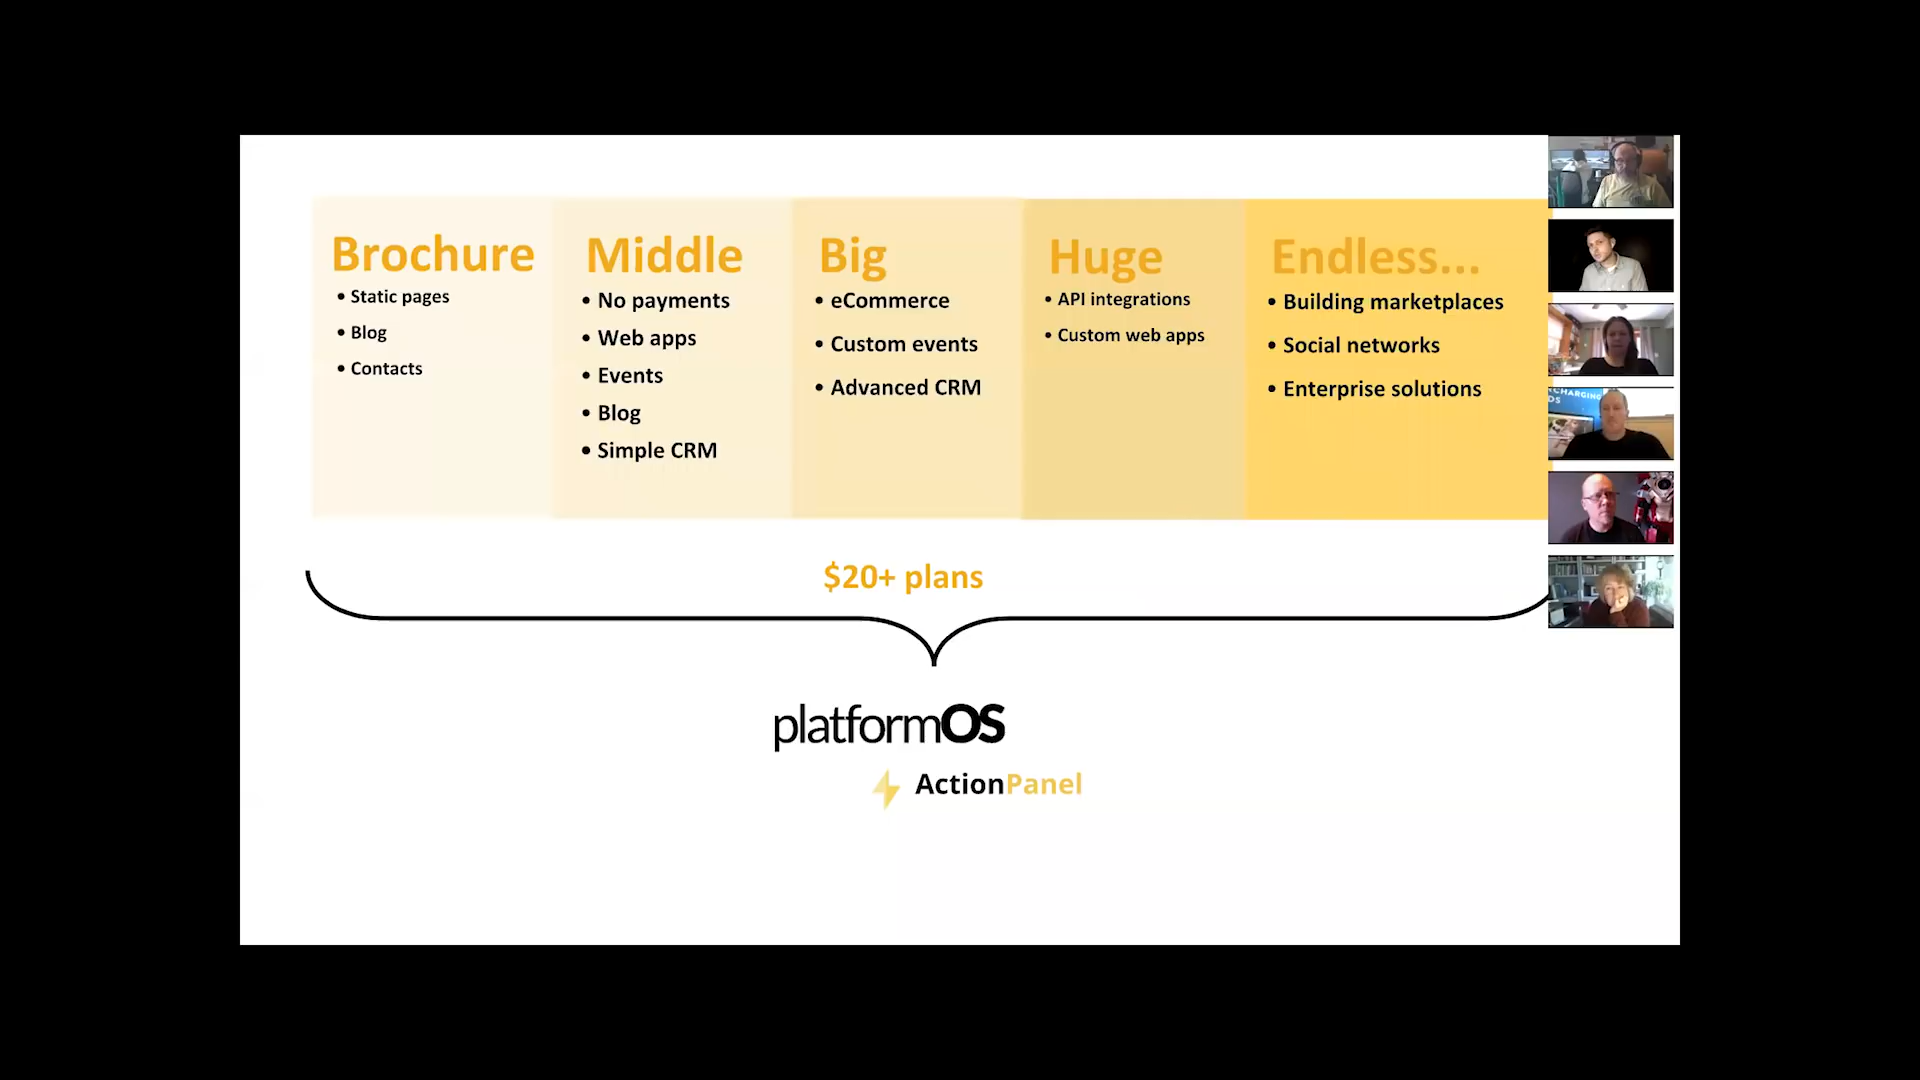 Brochure
• Static pages
• Blog
• Contacts
Middle
• No payments
• Web apps
• Events
• Blog
• Simple CRM
Big
• eCommerce
• Custom events
• Advanced CRM
Huge
• API integrations
• Custom web apps
Endless...
• Building marketplaces
• Social networks
• Enterprise solutions
$20+ plans
platformOS
ActionPanel